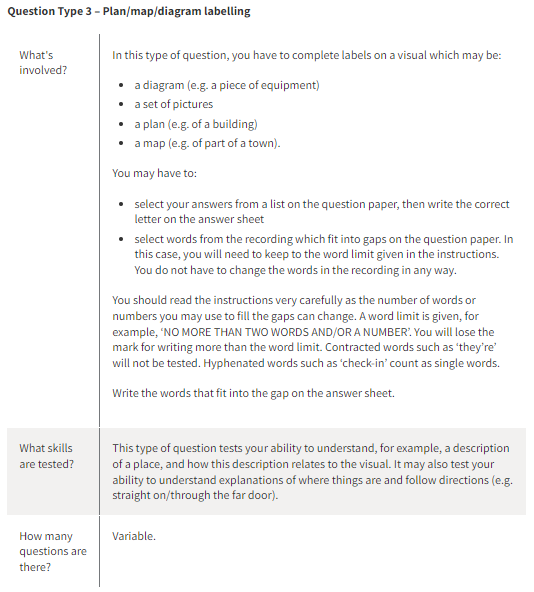 Question Type 3 – Plan/map/diagram labelling
What's
involved?
In this type of question, you have to complete labels on a visual which may be:
• a diagram (e.g. a piece of equipment)
• a set of pictures
• a plan (e.g. of a building)
• a map (e.g. of part of a town).
You may have to:
• select your answers from a list on the question paper, then write the correct
letter on the answer sheet
• select words from the recording which fit into gaps on the question paper. In
this case, you will need to keep to the word limit given in the instructions.
You do not have to change the words in the recording in any way.
You should read the instructions very carefully as the number of words or
numbers you may use to fill the gaps can change. A word limit is given, for
example, 'NO MORE THAN TWO WORDS AND/OR A NUMBER'. You will lose the
mark for writing more than the word limit. Contracted words such as 'they're'
will not be tested. Hyphenated words such as 'check-in' count as single words.
Write the words that fit into the gap on the answer sheet.
What skills
are tested?
This type of question tests your ability to understand, for example, a description
of a place, and how this description relates to the visual. It may also test your
ability to understand explanations of where things are and follow directions (e.g.
straight on/through the far door).
How many
questions are
there?
Variable.